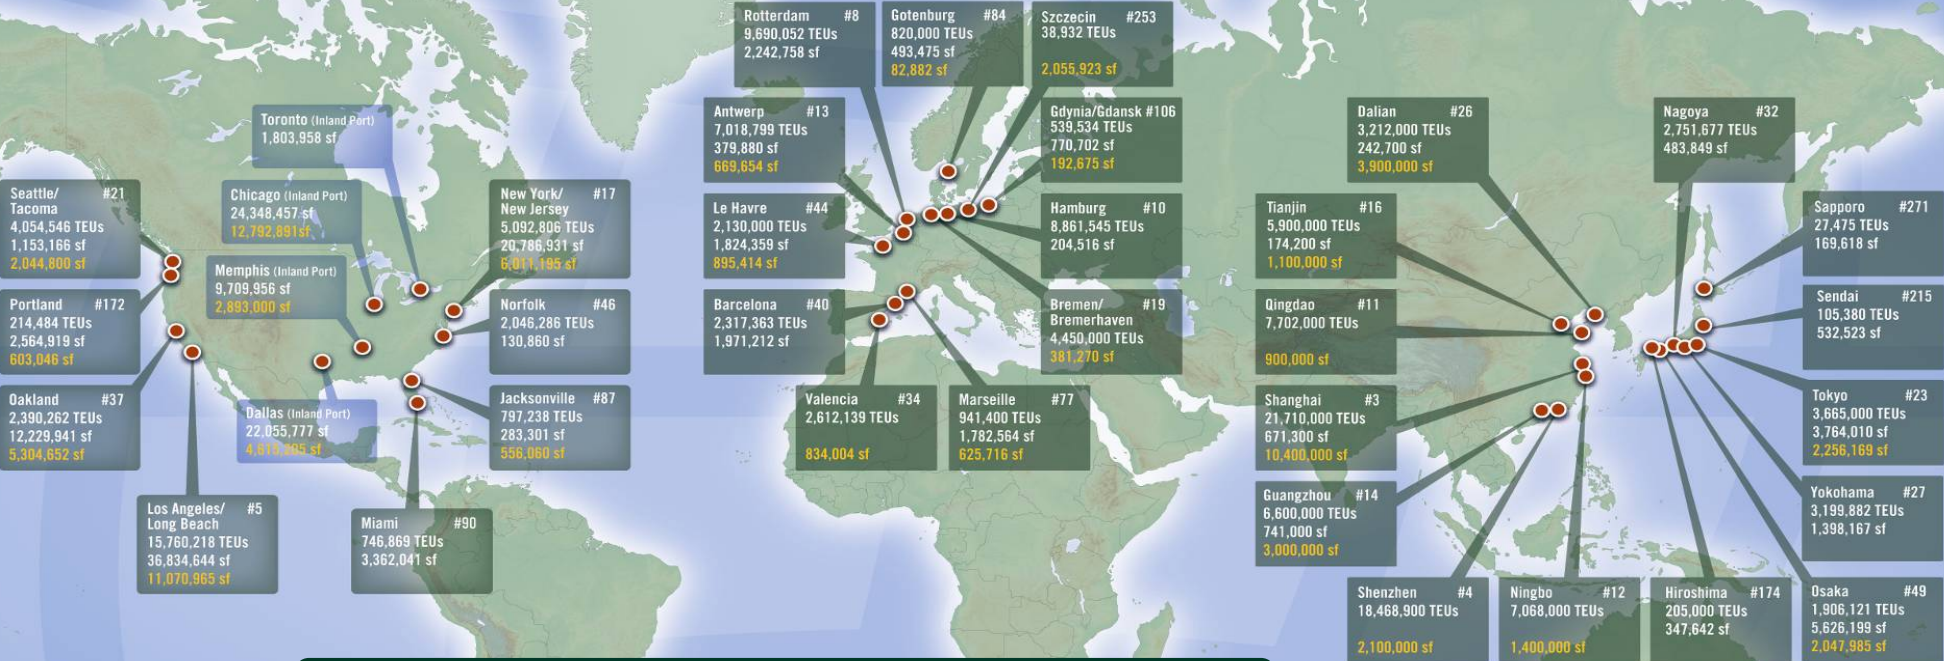 Rotterdam #8
9,690,052 TEUs
2,242,758 sf
Gotenburg #84
820,000 TEUs
493,475 sf
82,882 sf
Szczecin #253
38,932 TEUs
2,055,923 sf
Antwerp #13
7,018,799 TEUs
379,880 sf
669,654 sf
Gdynia/Gdansk #106
539,534 TEUs
770,702 sf
192,675 sf
Dalian #26
3,212,000 TEUs
242,700 sf
3,900,000 sf
Nagoya #32
2,751,677 TEUs
483,849 sf
Toronto (Inland Port)
1,803,958 sf
Seattle/ #21
Tacoma
4,054,546 TEUs
1,153,166 sf
2,044,800 sf
Chicago (Inland Port)
24,348,457 sf
12,792,891 sf
New York/ #17
New Jersey
5,092,806 TEUs
20,786,931 sf
6,011,195 sf
Le Havre #44
2,130,000 TEUs
1,824,359 sf
895,414 sf
Hamburg #10
8,861,545 TEUs
204,516 sf
Tianjin #16
5,900,000 TEUs
174,200 sf
1,100,000 sf
Sapporo #271
27,475 TEUs
169,618 sf
Memphis (Inland Port)
9,709,956 sf
2,893,000 sf
Portland #172
214,484 TEUs
2,564,919 sf
603,046 sf
Norfolk #46
2,046,286 TEUs
130,860 sf
Barcelona #40
2,317,363 TEUs
1,971,212 sf
Bremen/ #19
Bremerhaven
4,450,000 TEUs
381,270 sf
Qingdao #11
7,702,000 TEUs
900,000 sf
Sendai #215
105,380 TEUs
532,523 sf
Oakland #37
2,390,262 TEUs
12,229,941 sf
5,304,652 sf
Dallas (Inland Port)
22,055,777 sf
4,615,205 sf
Jacksonville #87
797,238 TEUs
283,301 sf
556,060 sf
Valencia #34
2,612,139 TEUs
834,004 sf
Marseille #77
941,400 TEUs
1,782,564 sf
625,716 sf
Shanghai #3
21,710,000 TEUs
671,300 sf
10,400,000 sf
Tokyo #23
3,665,000 TEUs
3,764,010 sf
2,256,169 sf
Los Angeles/ #5
Long Beach
15,760,218 TEUs
36,834,644 sf
11,070,965 sf
Miami #90
746,869 TEUs
3,362,041 sf
Guangzhou #14
6,600,000 TEUs
741,000 sf
3,000,000 sf
Yokohama #27
3,199,882 TEUs
1,398,167 sf
Shenzhen #4
18,468,900 TEUs
2,100,000 sf
Ningbo #12
7,068,000 TEUs
1,400,000 sf
Hiroshima #174
205,000 TEUs
347,642 sf
Osaka #49
1,906,121 TEUs
5,626,199 sf
2,047,985 sf